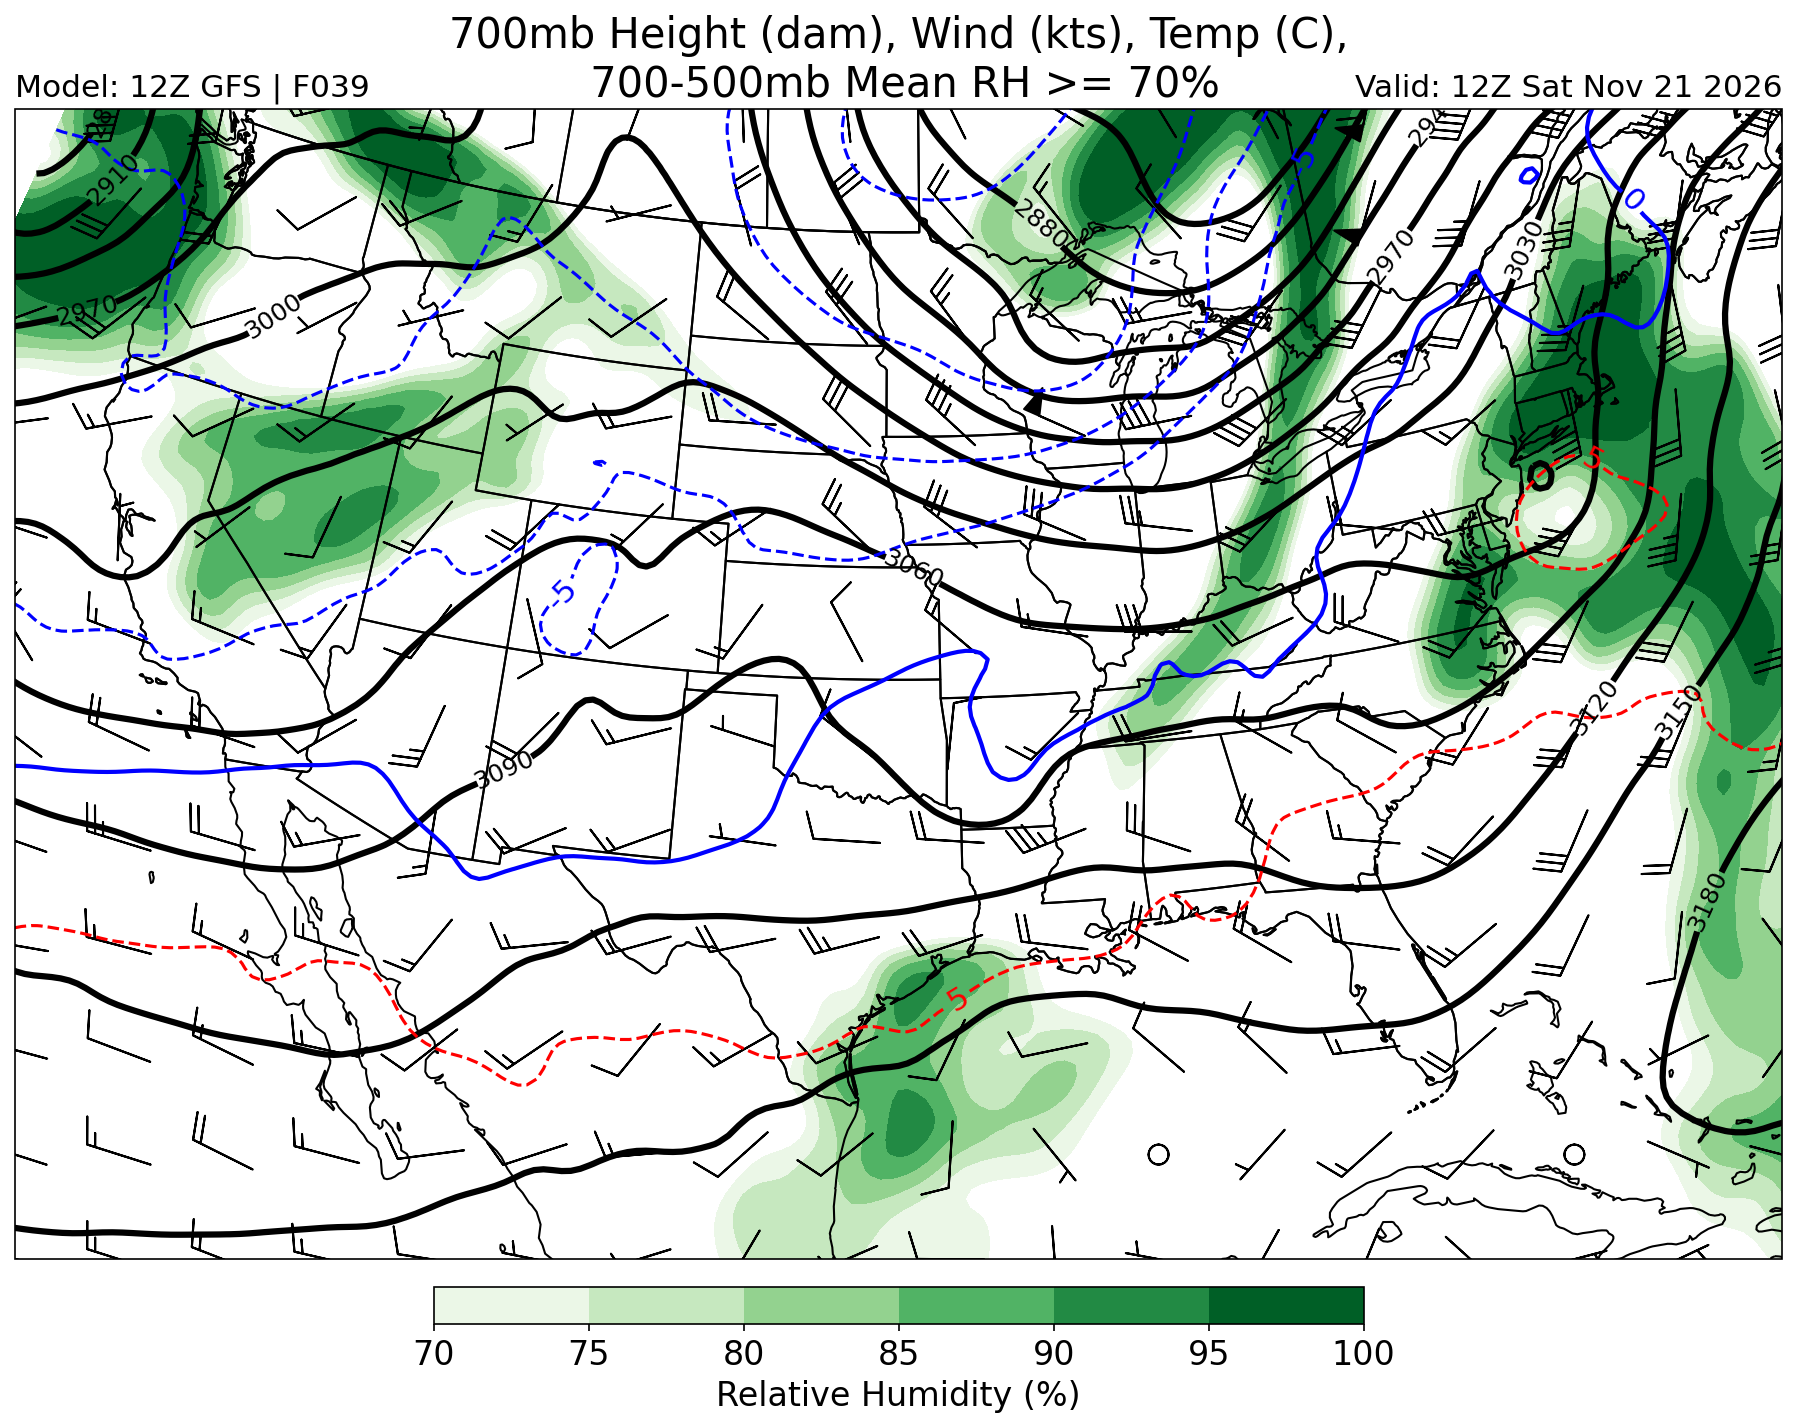 700mb Height (dam), Wind (kts), Temp (C),
700-500mb Mean RH >= 70%
Model: 12Z GFS | F039
Valid: 12Z Sat Nov 21 2026
2910
2970
3000
2880
2970
3030
0
-5
5
3060
-5
3090
3120
3150
3180
5
70 75 80 85 90 95 100
Relative Humidity (%)